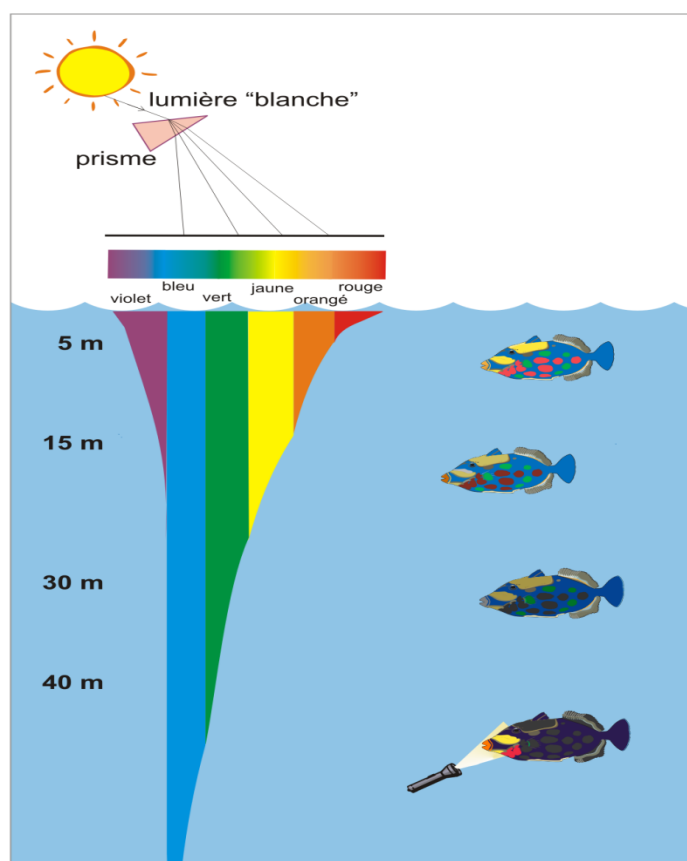 lumière “blanche”
prisme
bleu
jaune
rouge
violet
vert
orangé
5 m
15 m
30 m
40 m